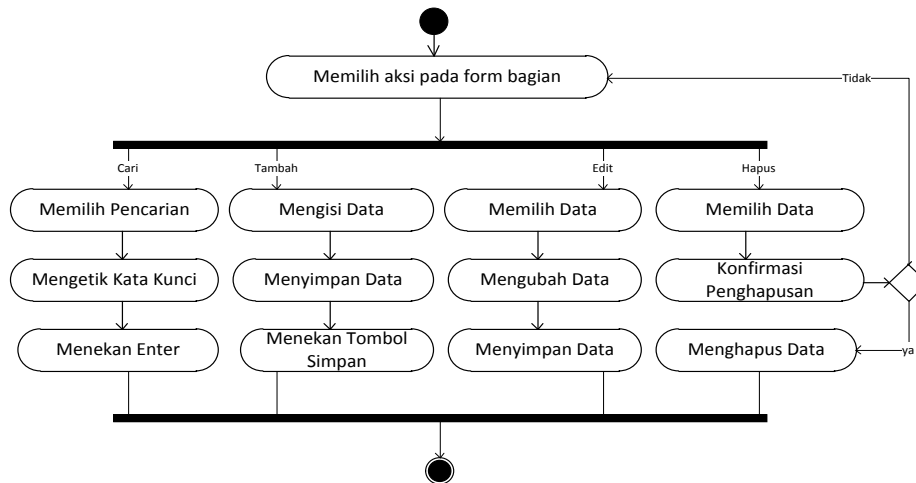 Memilih aksi pada form bagian
Tidak
Cari
Tambah
Edit
Hapus
Memilih Pencarian
Mengisi Data
Memilih Data
Memilih Data
Mengetik Kata Kunci
Menyimpan Data
Mengubah Data
Konfirmasi
Penghapusan
Menekan Enter
Menekan Tombol
Simpan
Menyimpan Data
Menghapus Data
ya